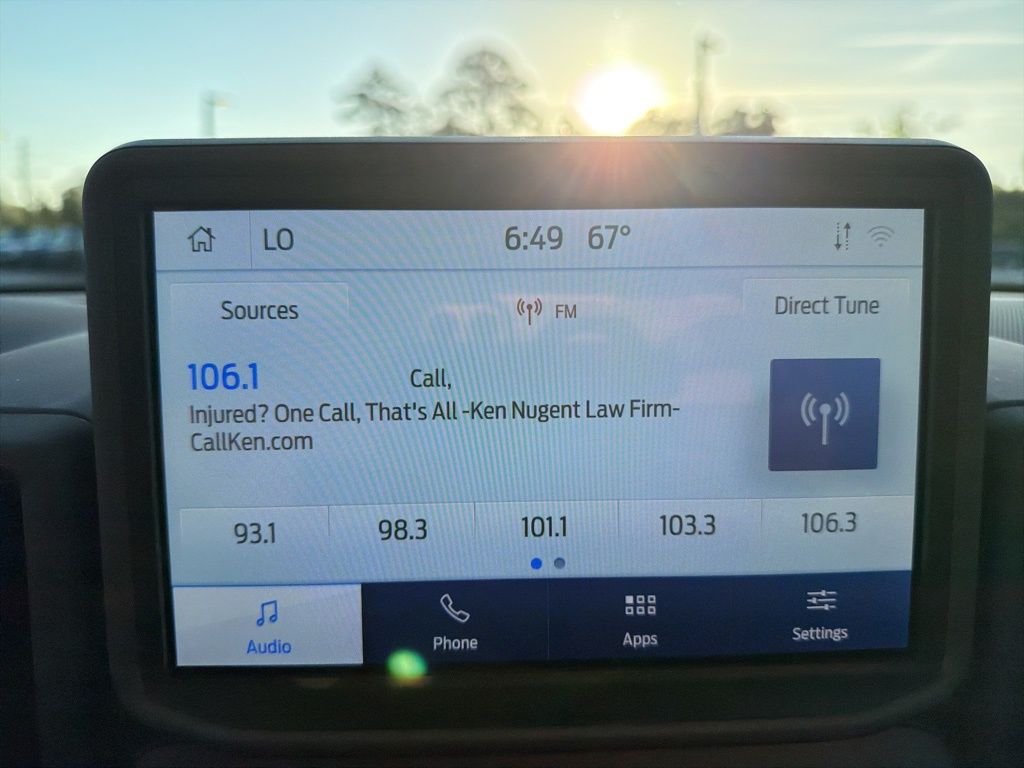 LO 6:49 67°
Sources FM Direct Tune
106.1 Call,
Injured? One Call, That's All -Ken Nugent Law Firm-
CallKen.com
93.1 98.3 101.1 103.3 106.3
Audio Phone Apps Settings